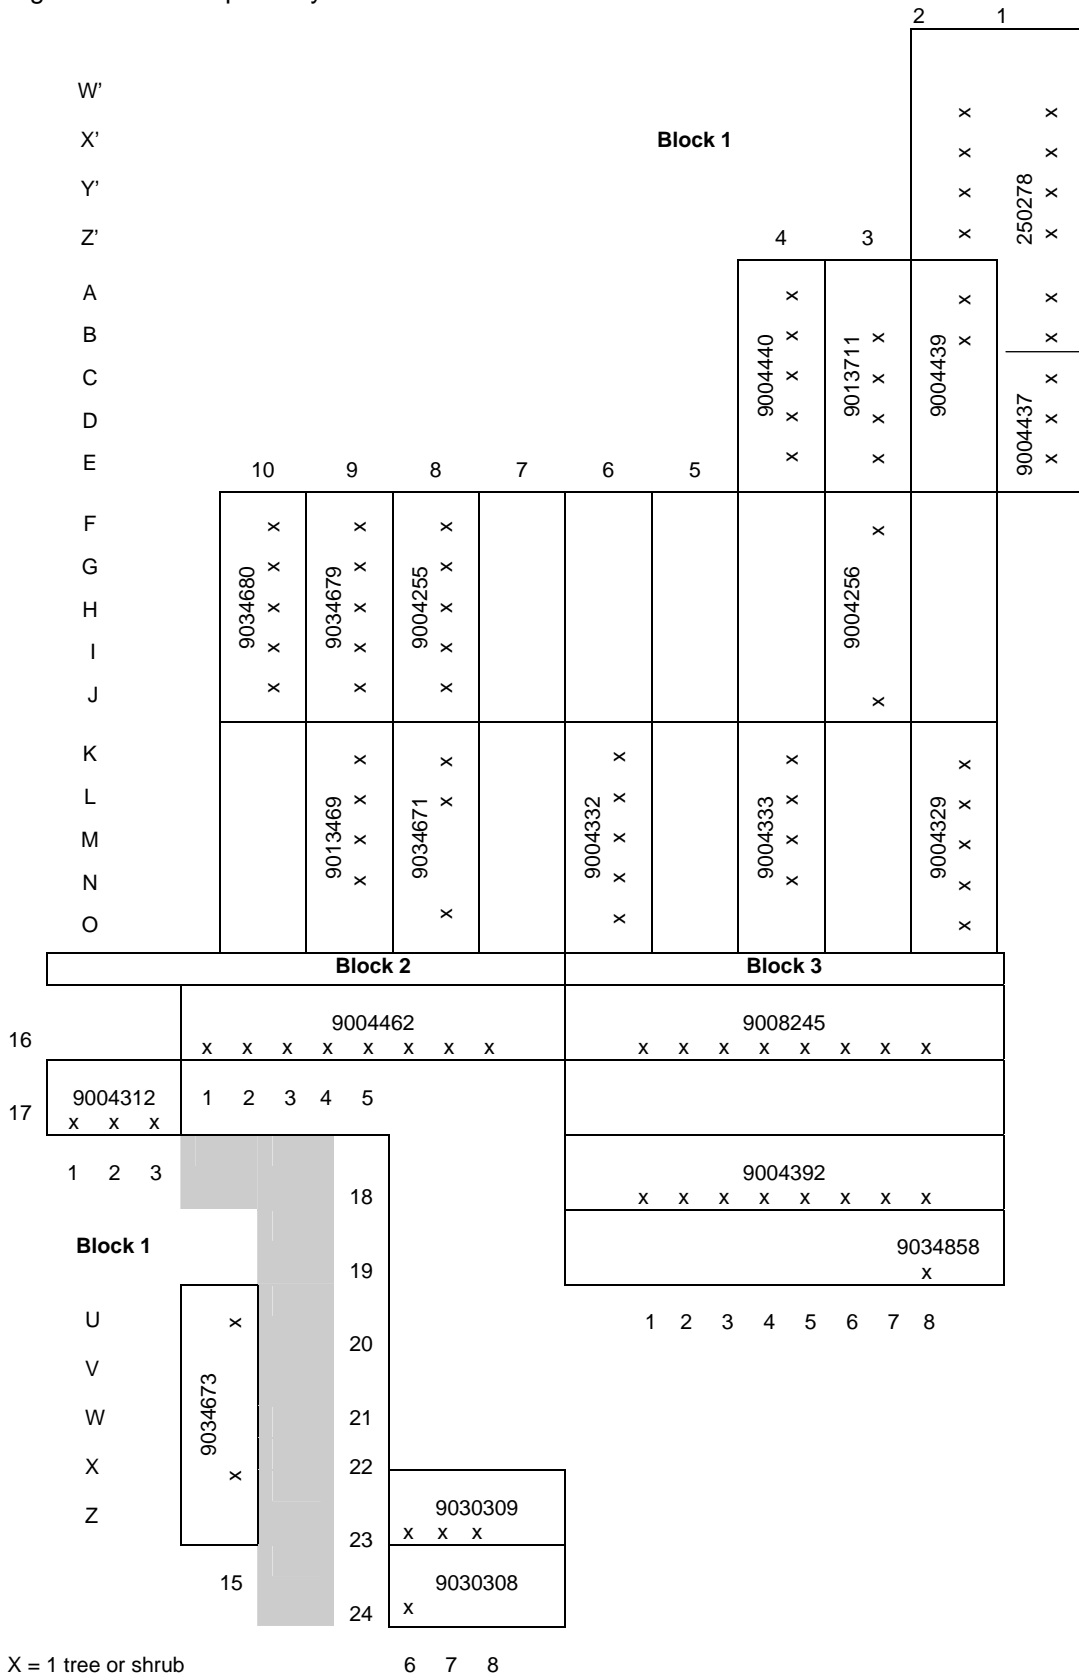 2 1
W'
x x
X' Block 1
x x
Y' 250278
x x
Z' 4 3
x x
A 9004440 x 9013711 9004439 x x
B x x x x
C x x 9004437 x
D x x x
E 10 9 8 7 6 5 x x x
F 9034680 x 9034679 x 9004255 x 9004256 x
G x x x
H x x x
I x x x
J x x x x
K 9013469 x 9034671 x 9004332 x 9004333 x 9004329 x
L x x x x x
M x x x x
N x x x x
O x x x
Block 2 Block 3
9004462 9008245
16 x x x x x x x x x x x x x x x x
17 9004312 1 2 3 4 5
x x x
1 2 3 9004392
18 x x x x x x x x
Block 1 9034858
19 x
U x 1 2 3 4 5 6 7 8
20
V
9034673
W 21
X x 22
Z 9030309
23 x x x
15 9030308
24 x
X = 1 tree or shrub 6 7 8